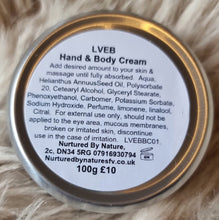 LVEB
Hand & Body Cream
Add desired amount to your skin &
massage until fully absorbed. Aqua,
Helianthus AnnuusSeed Oil, Polysorbate
20, Cetearyl Alcohol, Glyceryl Stearate,
Phenoxyethanol, Carbomer, Potassium Sorbate,
Sodium Hydroxide, Perfume, limonene, linalool,
Citral. For external use only, should not be
applied to the eye area, mucous membranes,
broken or irritated skin, discontinue
use in the case of irritation. LVEBBC01.
Nurtured By Nature,
2c, DN34 5RG 07916930794
Nurturedbynaturesfv.co.uk
100g £10